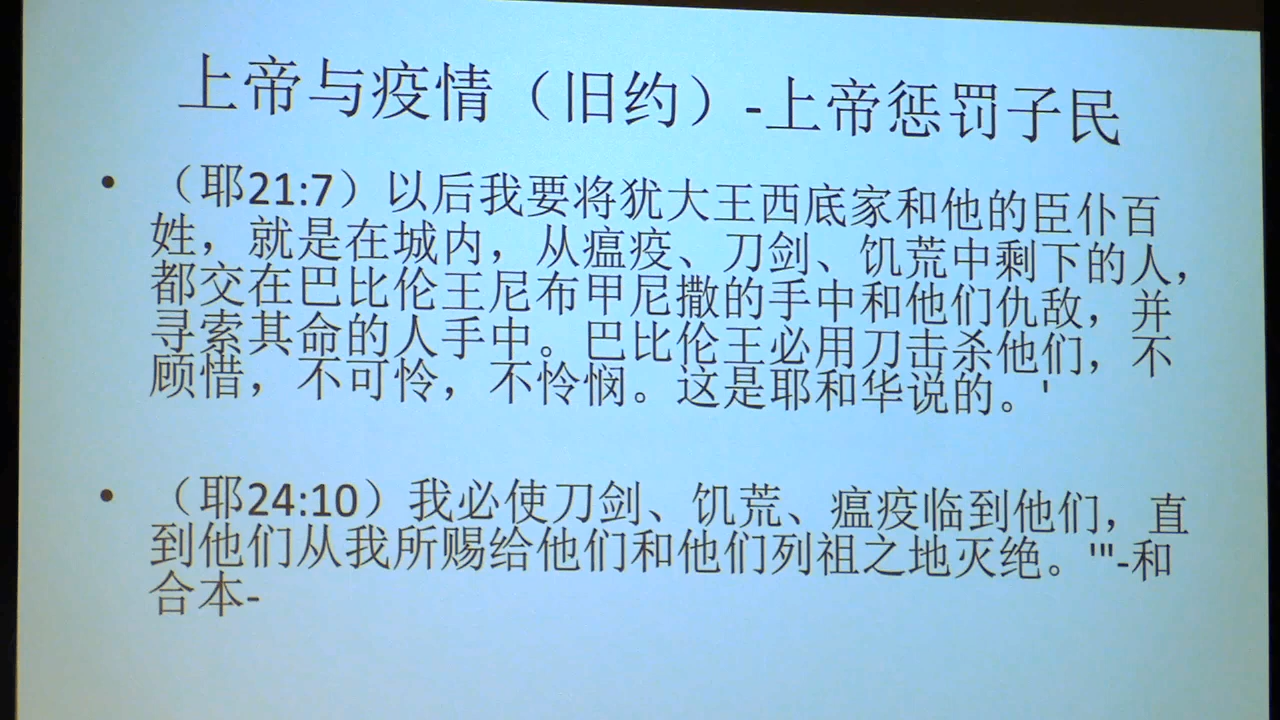 上帝与疫情（旧约）-上帝惩罚子民
• （耶21:7）以后我要将犹大王西底家和他的臣仆百
姓，就是在城内，从瘟疫、刀剑、饥荒中剩下的人，
都交在巴比伦王尼布甲尼撒的手中和他们仇敌，并
寻索其命的人手中。巴比伦王必用刀击杀他们，不
顾惜，不可怜，不怜悯。这是耶和华说的。'
• （耶24:10）我必使刀剑、饥荒、瘟疫临到他们，直
到他们从我所赐给他们和他们列祖之地灭绝。'"-和
合本-